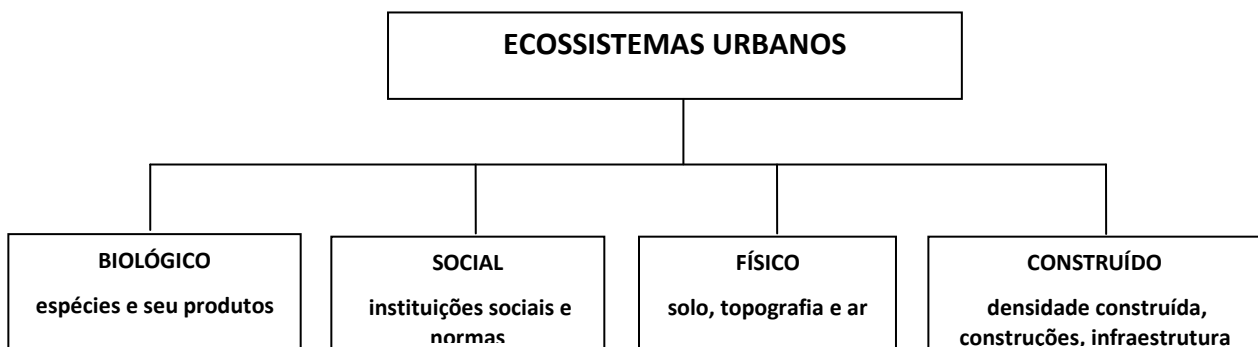 ECOSSISTEMAS URBANOS
BIOLÓGICO
espécies e seu produtos
SOCIAL
instituições sociais e
normas
FÍSICO
solo, topografia e ar
CONSTRUÍDO
densidade construída,
construções, infraestrutura